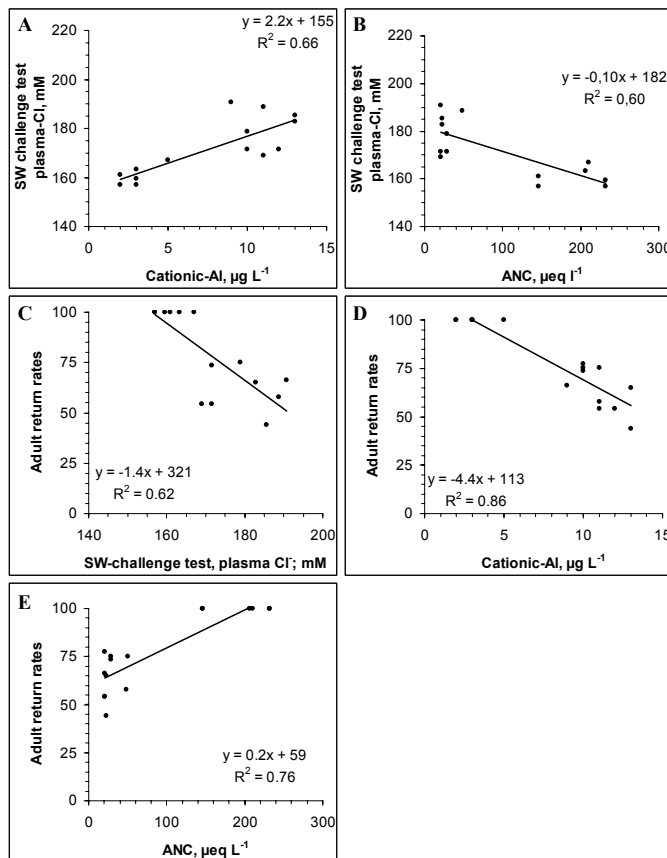 A
y = 2.2x + 155
R² = 0.66
220
200
180
160
140
SW challenge test
plasma-Cl, mM
0
5
10
15
Cationic-Al, µg L⁻¹
B
y = -0,10x + 182
R² = 0,60
220
200
180
160
140
SW challenge test
plasma-Cl, mM
0
100
200
300
ANC, µeq l⁻¹
C
100
75
50
25
0
Adult return rates
y = -1.4x + 321
R² = 0.62
140
160
180
200
SW-challenge test, plasma Cl⁻; mM
D
100
75
50
25
0
Adult return rates
y = -4.4x + 113
R² = 0.86
0
5
10
15
Cationic-Al, µg L⁻¹
E
100
75
50
25
0
Adult return rates
y = 0.2x + 59
R² = 0.76
0
100
200
300
ANC, µeq L⁻¹